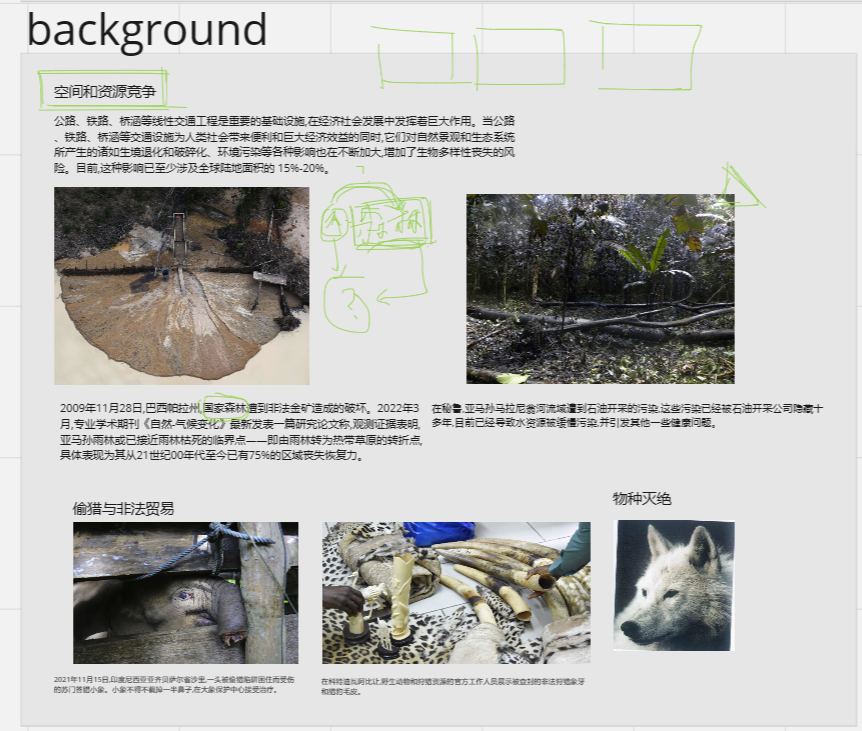 background
空间和资源竞争
公路、铁路、桥涵等线性交通工程是重要的基础设施,在经济社会发展中发挥着巨大作用。当公路
、铁路、桥涵等交通设施为人类社会带来便利和巨大经济效益的同时,它们对自然景观和生态系统
所产生的诸如生境退化和破碎化、环境污染等各种影响也在不断加大,增加了生物多样性丧失的风
险。目前,这种影响已至少涉及全球陆地面积的 15%-20%。
人
森林
?
2009年11月28日,巴西帕拉州,国家森林遭到非法金矿造成的破坏。2022年3
月,专业学术期刊《自然-气候变化》最新发表一篇研究论文称,观测证据表明,
亚马孙雨林或已接近雨林枯死的临界点——即由雨林转为热带草原的转折点,
具体表现为其从21世纪00年代至今已有75%的区域丧失恢复力。
在秘鲁,亚马孙马拉尼翁河流域遭到石油开采的污染,这些污染已经被石油开采公司隐藏十
多年,目前已经导致水资源被缓慢污染,并引发其他一些健康问题。
偷猎与非法贸易
物种灭绝
2021年11月15日,印度尼西亚亚齐贝萨尔省沙里,一头被偷猎陷阱困住而受伤
的苏门答腊小象。小象不得不截掉一半鼻子,在大象保护中心接受治疗。
在科特迪瓦阿比让,野生动物和狩猎资源的官方工作人员展示被查封的非法狩猎象牙
和猎豹毛皮。